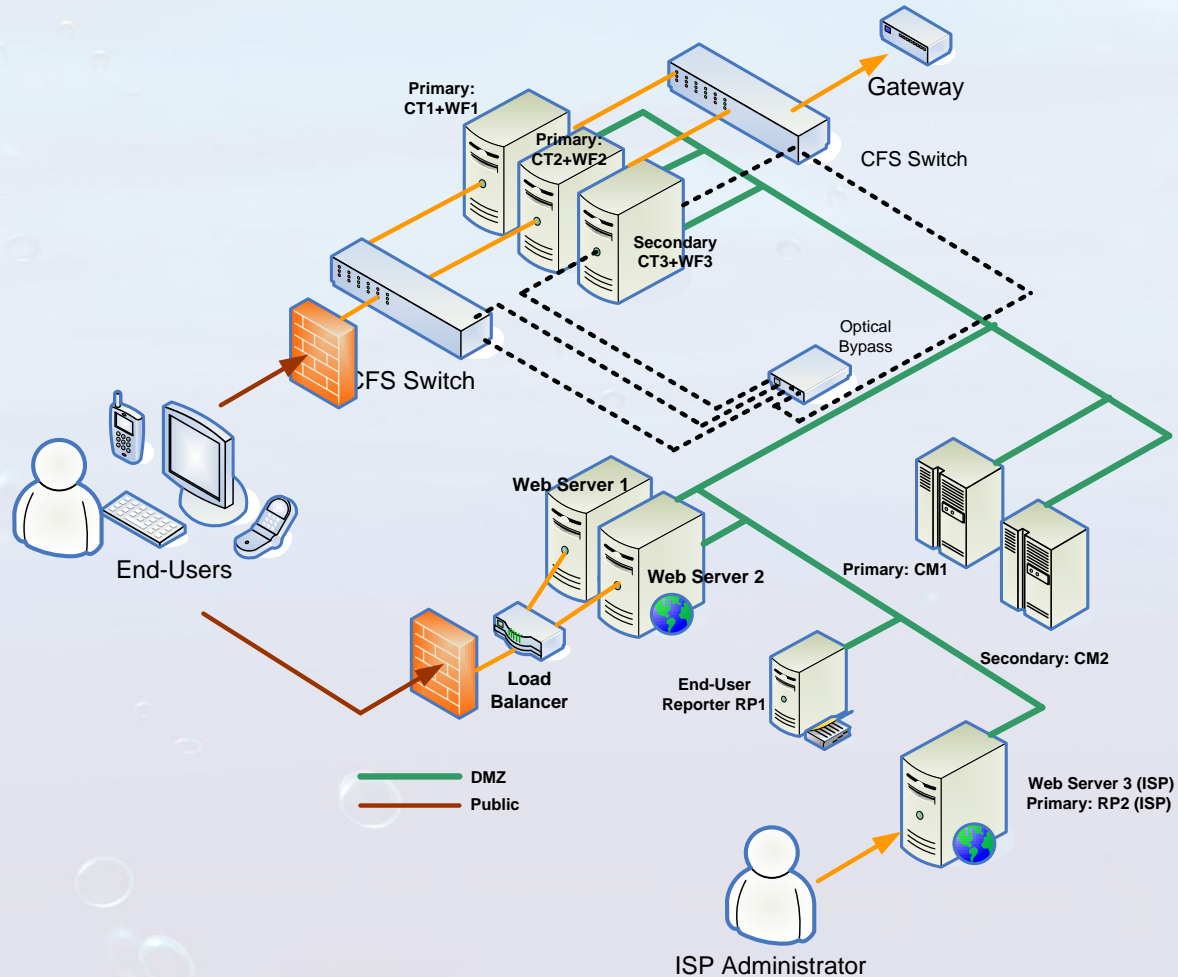 Gateway
Primary:
CT1+WF1
Primary:
CT2+WF2
CFS Switch
Secondary
CT3+WF3
Optical
Bypass
CFS Switch
End-Users
Web Server 1
Web Server 2
Primary: CM1
Secondary: CM2
Load
Balancer
End-User
Reporter RP1
DMZ
Public
Web Server 3 (ISP)
Primary: RP2 (ISP)
ISP Administrator